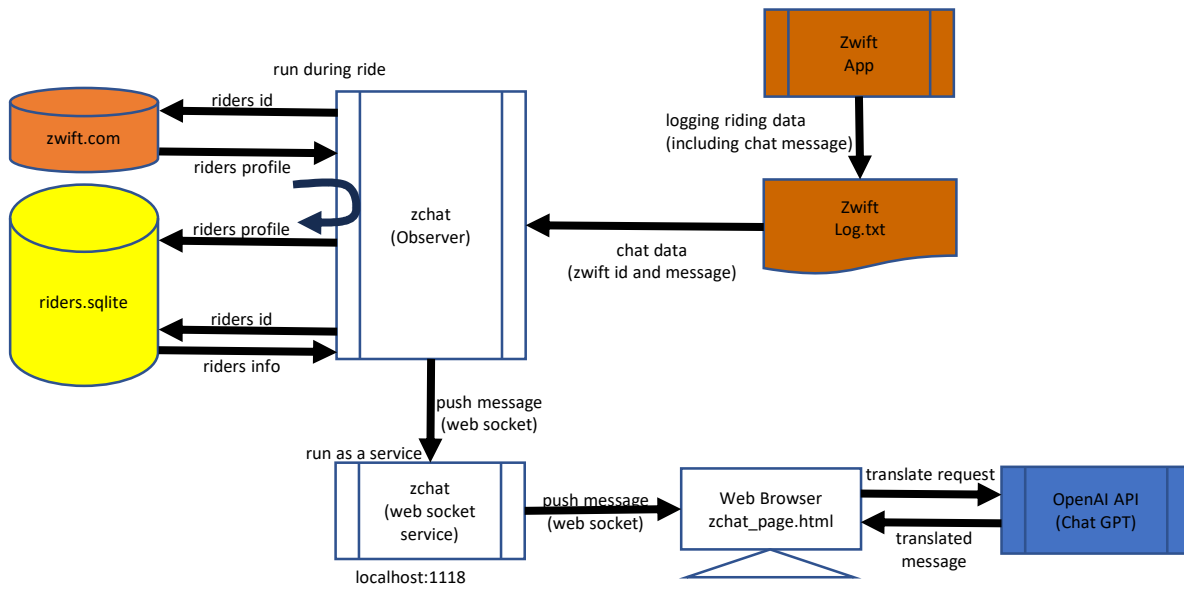 Zwift
App
run during ride
riders id
zwift.com
riders profile
logging riding data
(including chat message)
zchat
(Observer)
Zwift
Log.txt
riders profile
chat data
(zwift id and message)
riders.sqlite
riders id
riders info
push message
(web socket)
run as a service
zchat
(web socket
service)
localhost:1118
push message
(web socket)
Web Browser
zchat_page.html
translate request
translated
message
OpenAI API
(Chat GPT)